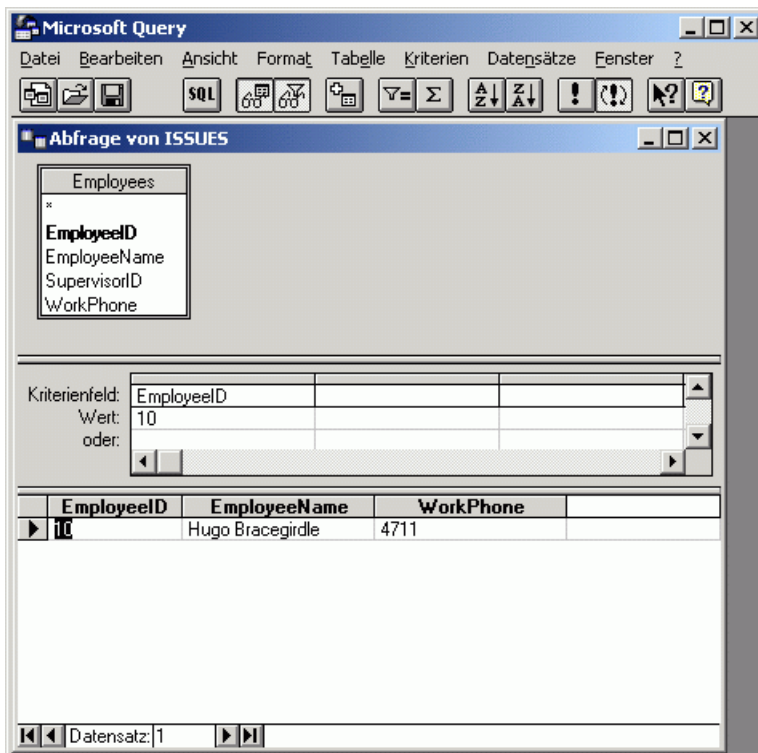 Microsoft Query
Datei Bearbeiten Ansicht Format Tabelle Kriterien Datensätze Fenster ?
SQL
Abfrage von ISSUES
Employees
*
EmployeeID
EmployeeName
SupervisorID
WorkPhone
Kriterienfeld: EmployeeID
Wert: 10
oder:
EmployeeID EmployeeName WorkPhone
10 Hugo Bracegirdle 4711
Datensatz: 1